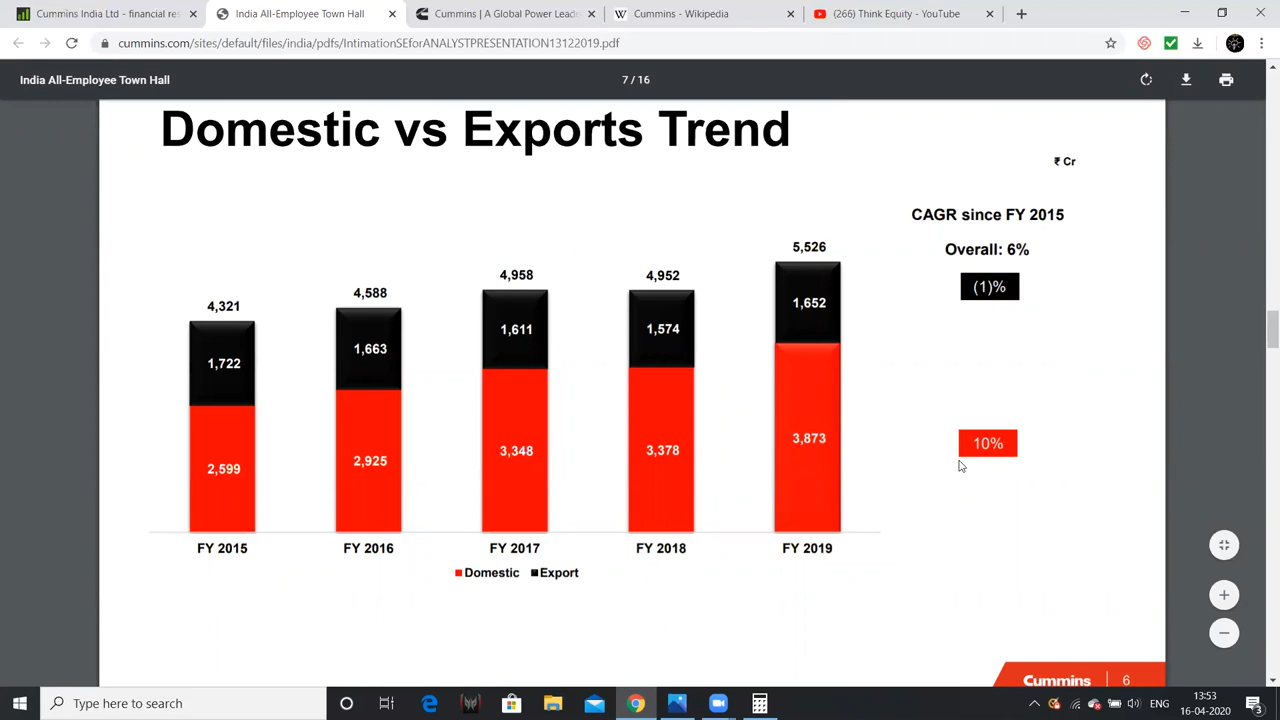 Cummins India Ltd - financial res
India All-Employee Town Hall
Cummins | A Global Power Lead
Cummins - Wikipedia
(266) Think Equity - YouTube
cummins.com/sites/default/files/india/pdfs/IntimationSEforANALYSTPRESENTATION13122019.pdf
India All-Employee Town Hall
7 / 16
Domestic vs Exports Trend
₹ Cr
CAGR since FY 2015
Overall: 6%
(1)%
10%
4,321
4,588
4,958
4,952
5,526
1,722
1,663
1,611
1,574
1,652
2,599
2,925
3,348
3,378
3,873
FY 2015
FY 2016
FY 2017
FY 2018
FY 2019
Domestic
Export
Cummins
6
Type here to search
ENG
13:53
16-04-2020
3